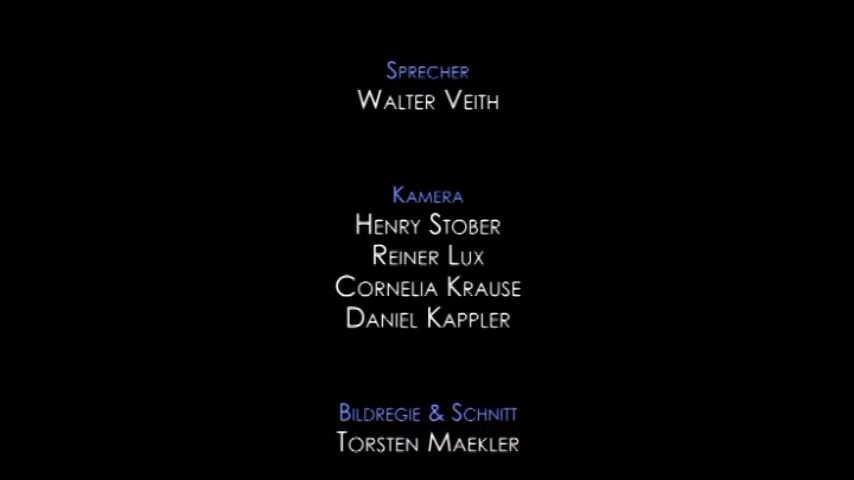 Sprecher
Walter Veith
Kamera
Henry Stober
Reiner Lux
Cornelia Krause
Daniel Kappler
Bildregie & Schnitt
Torsten Maekler